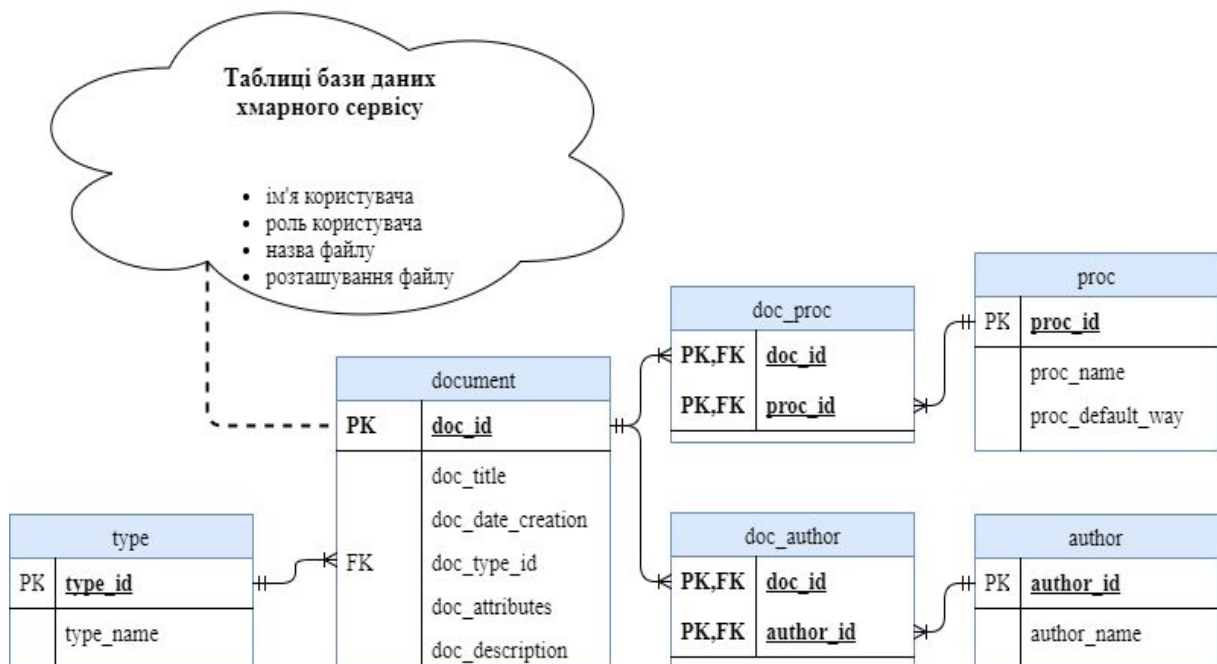 Таблиці бази даних
хмарного сервісу
• ім'я користувача
• роль користувача
• назва файлу
• розташування файлу
proc
PK proc_id
proc_name
proc_default_way
doc_proc
PK,FK doc_id
PK,FK proc_id
document
PK doc_id
doc_title
doc_date_creation
FK doc_type_id
doc_attributes
doc_description
type
PK type_id
type_name
doc_author
PK,FK doc_id
PK,FK author_id
author
PK author_id
author_name